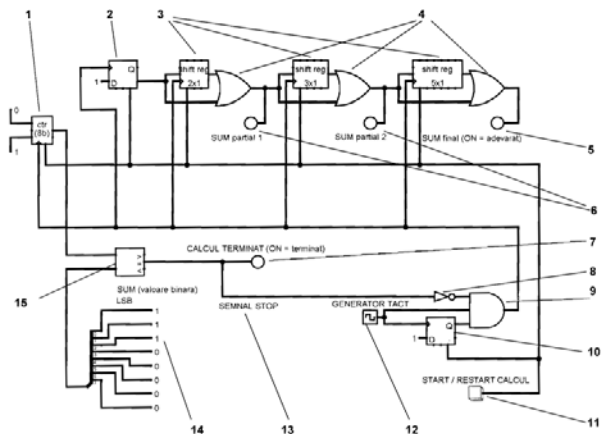 1 2 3 4
Q
1 D
shift reg
2x1
shift reg
3x1
shift reg
5x1
0
ctr
(8b)
1
SUM partial 1
SUM partial 2
SUM final (ON = adevarat)
5
6
CALCUL TERMINAT (ON = terminat)
7
8
A = V
15
9
SUM (valoare binara)
LSB
SEMNAL STOP
GENERATOR TACT
1
1
1
0
0
0
0
0
Q
1 D
10
START / RESTART CALCUL
11
14
13
12